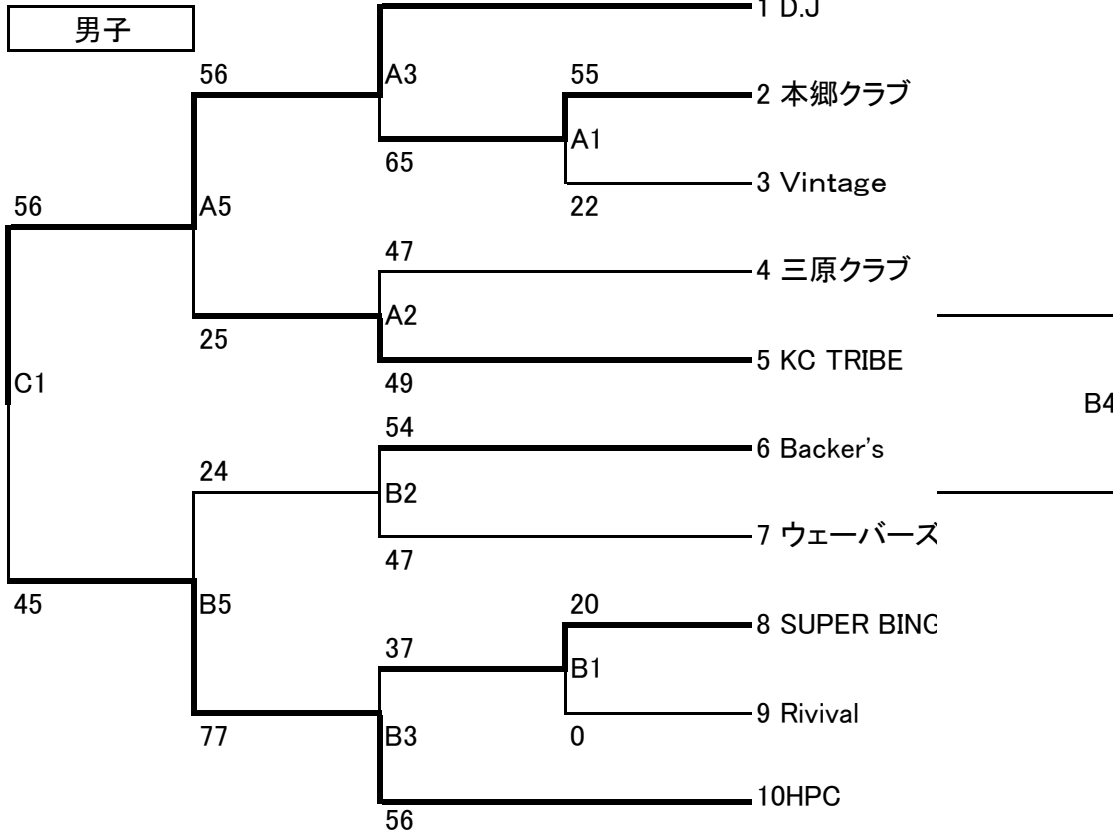 男子
1 D.J
56
A3
55
2 本郷クラブ
A1
65
3 Vintage
22
56
A5
47
4 三原クラブ
A2
25
5 KC TRIBE
49
C1
B4
54
6 Backer's
24
B2
7 ウェーバーズ
47
45
B5
20
8 SUPER BING
37
B1
9 Rivival
77
B3
0
10HPC
56